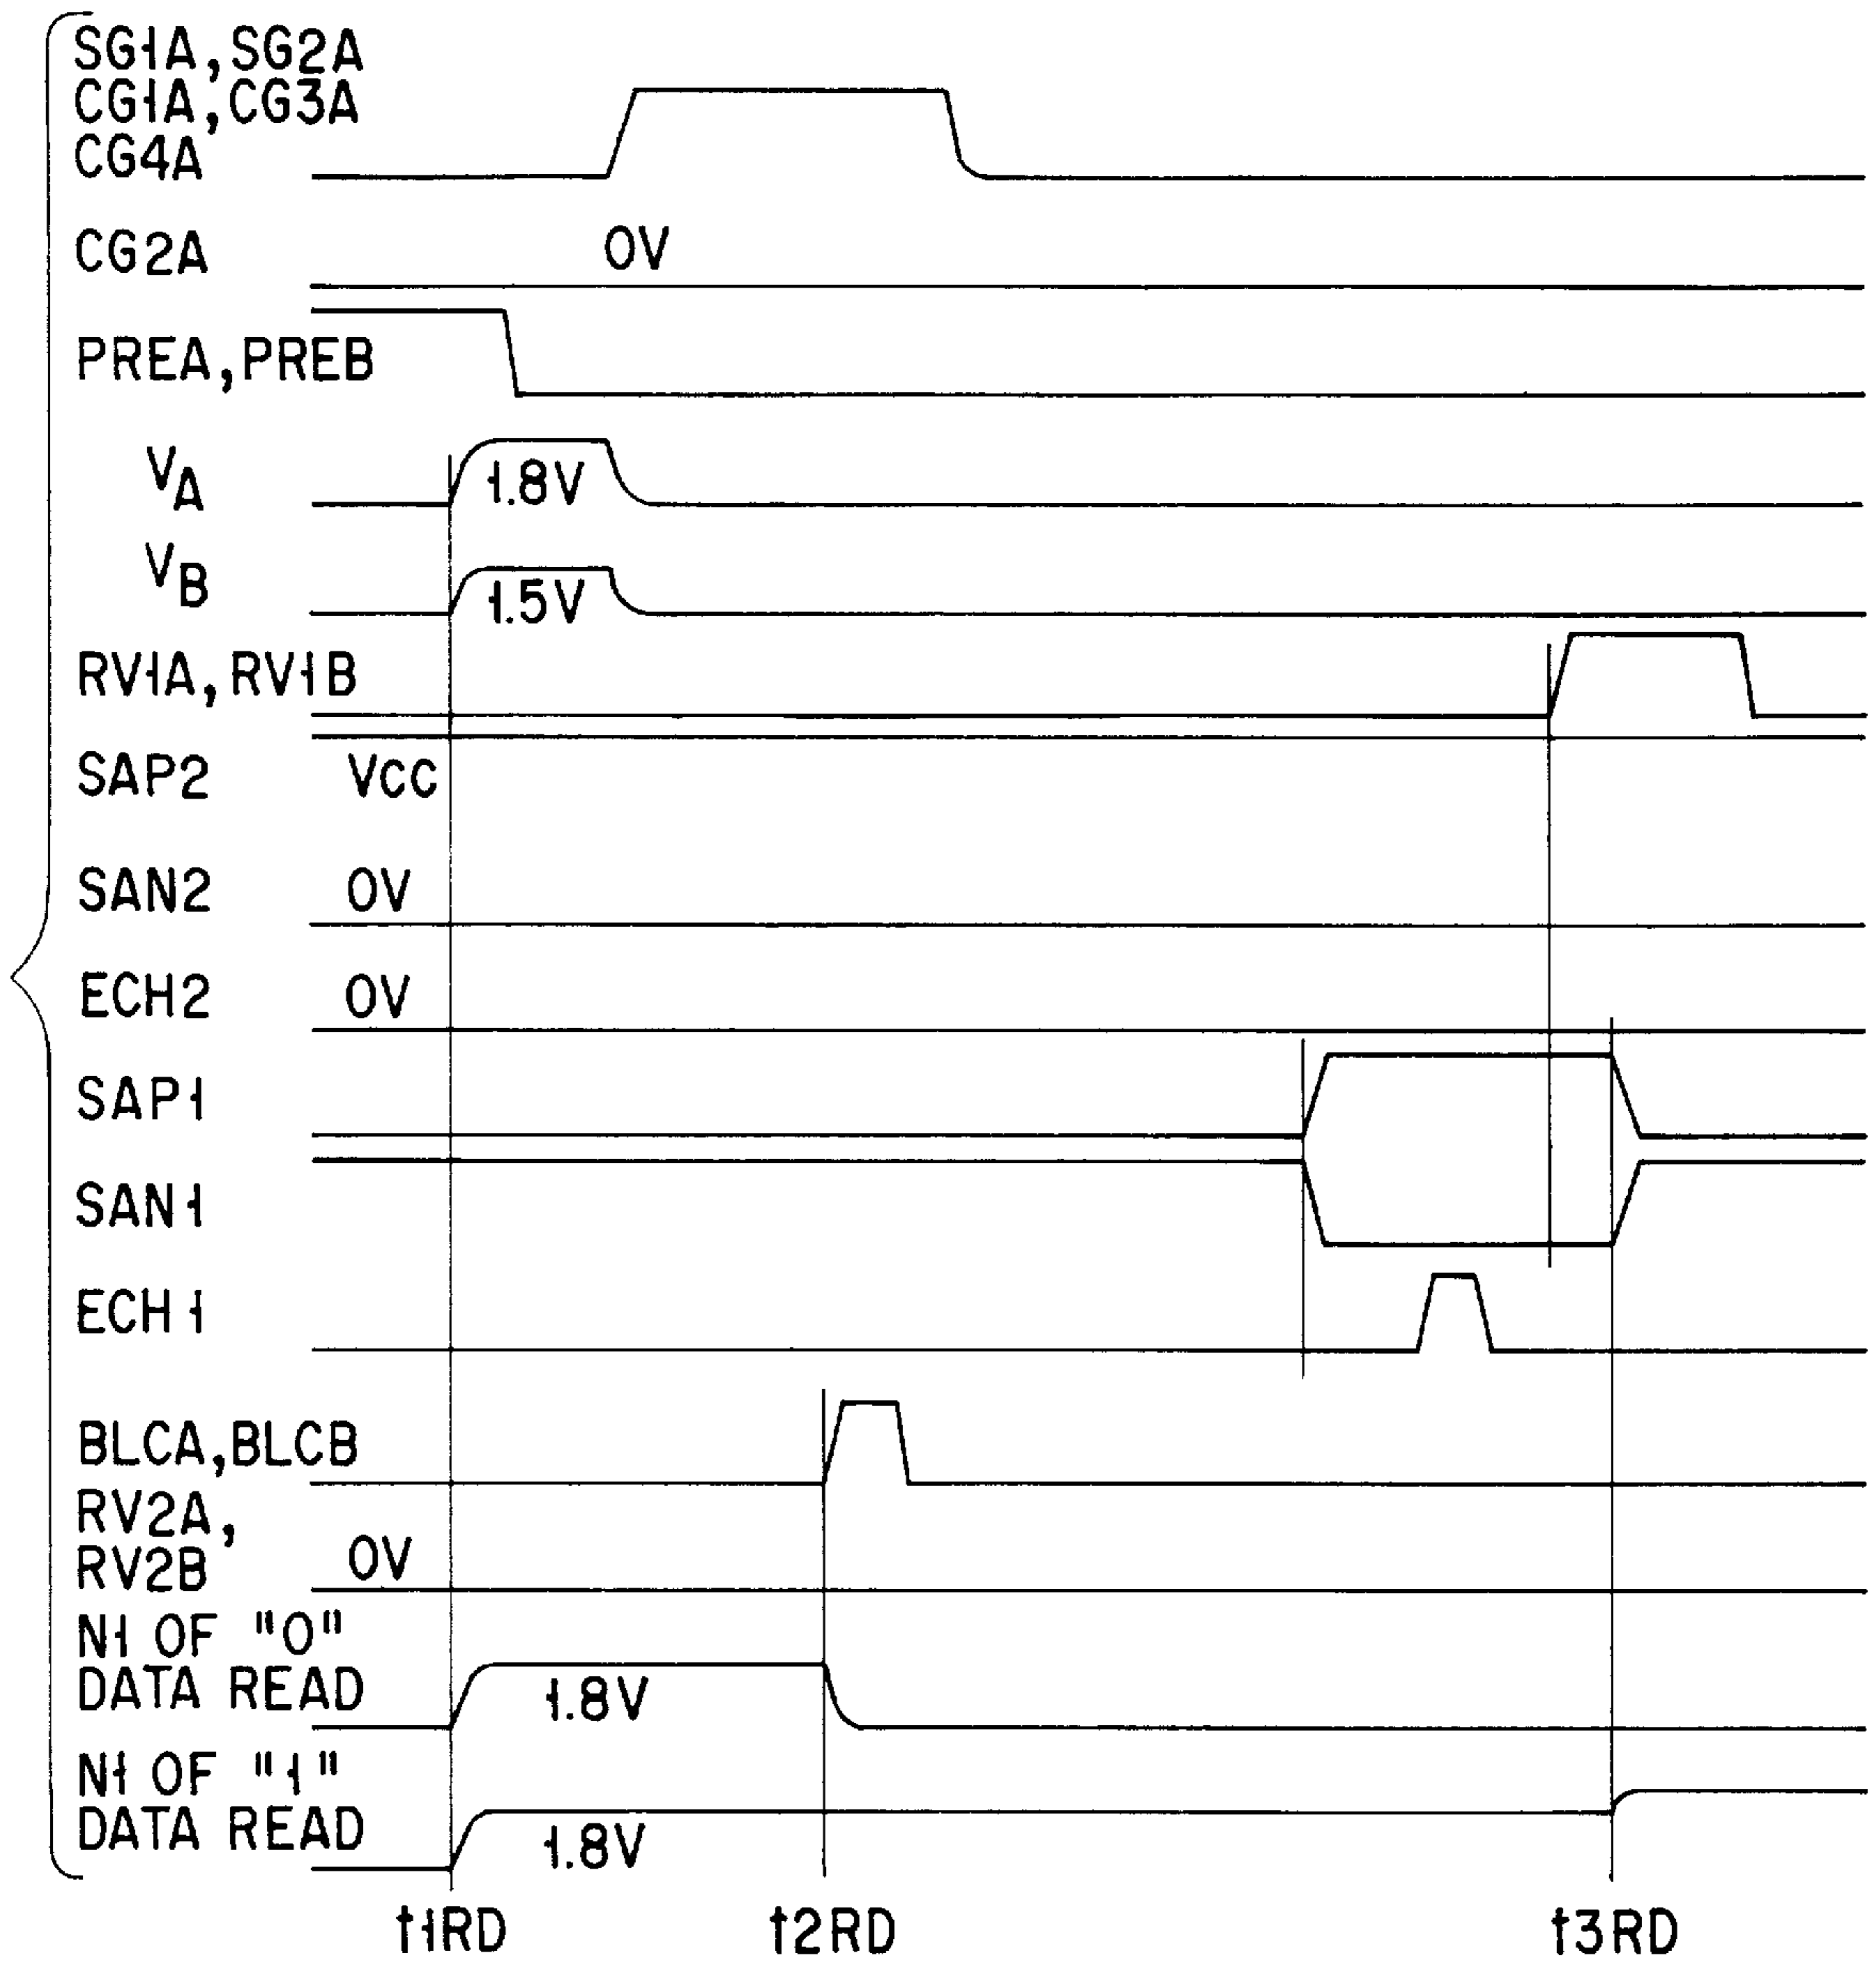 SG1A,SG2A
CG1A,CG3A
CG4A
CG2A 0V
PREA,PREB
VA 1.8V
VB 1.5V
RV1A,RV1B
SAP2 VCC
SAN2 0V
ECH2 0V
SAP1
SAN1
ECH1
BLCA,BLCB
RV2A,
RV2B 0V
N1 OF "0"
DATA READ 1.8V
N1 OF "1"
DATA READ 1.8V
t1RD t2RD t3RD